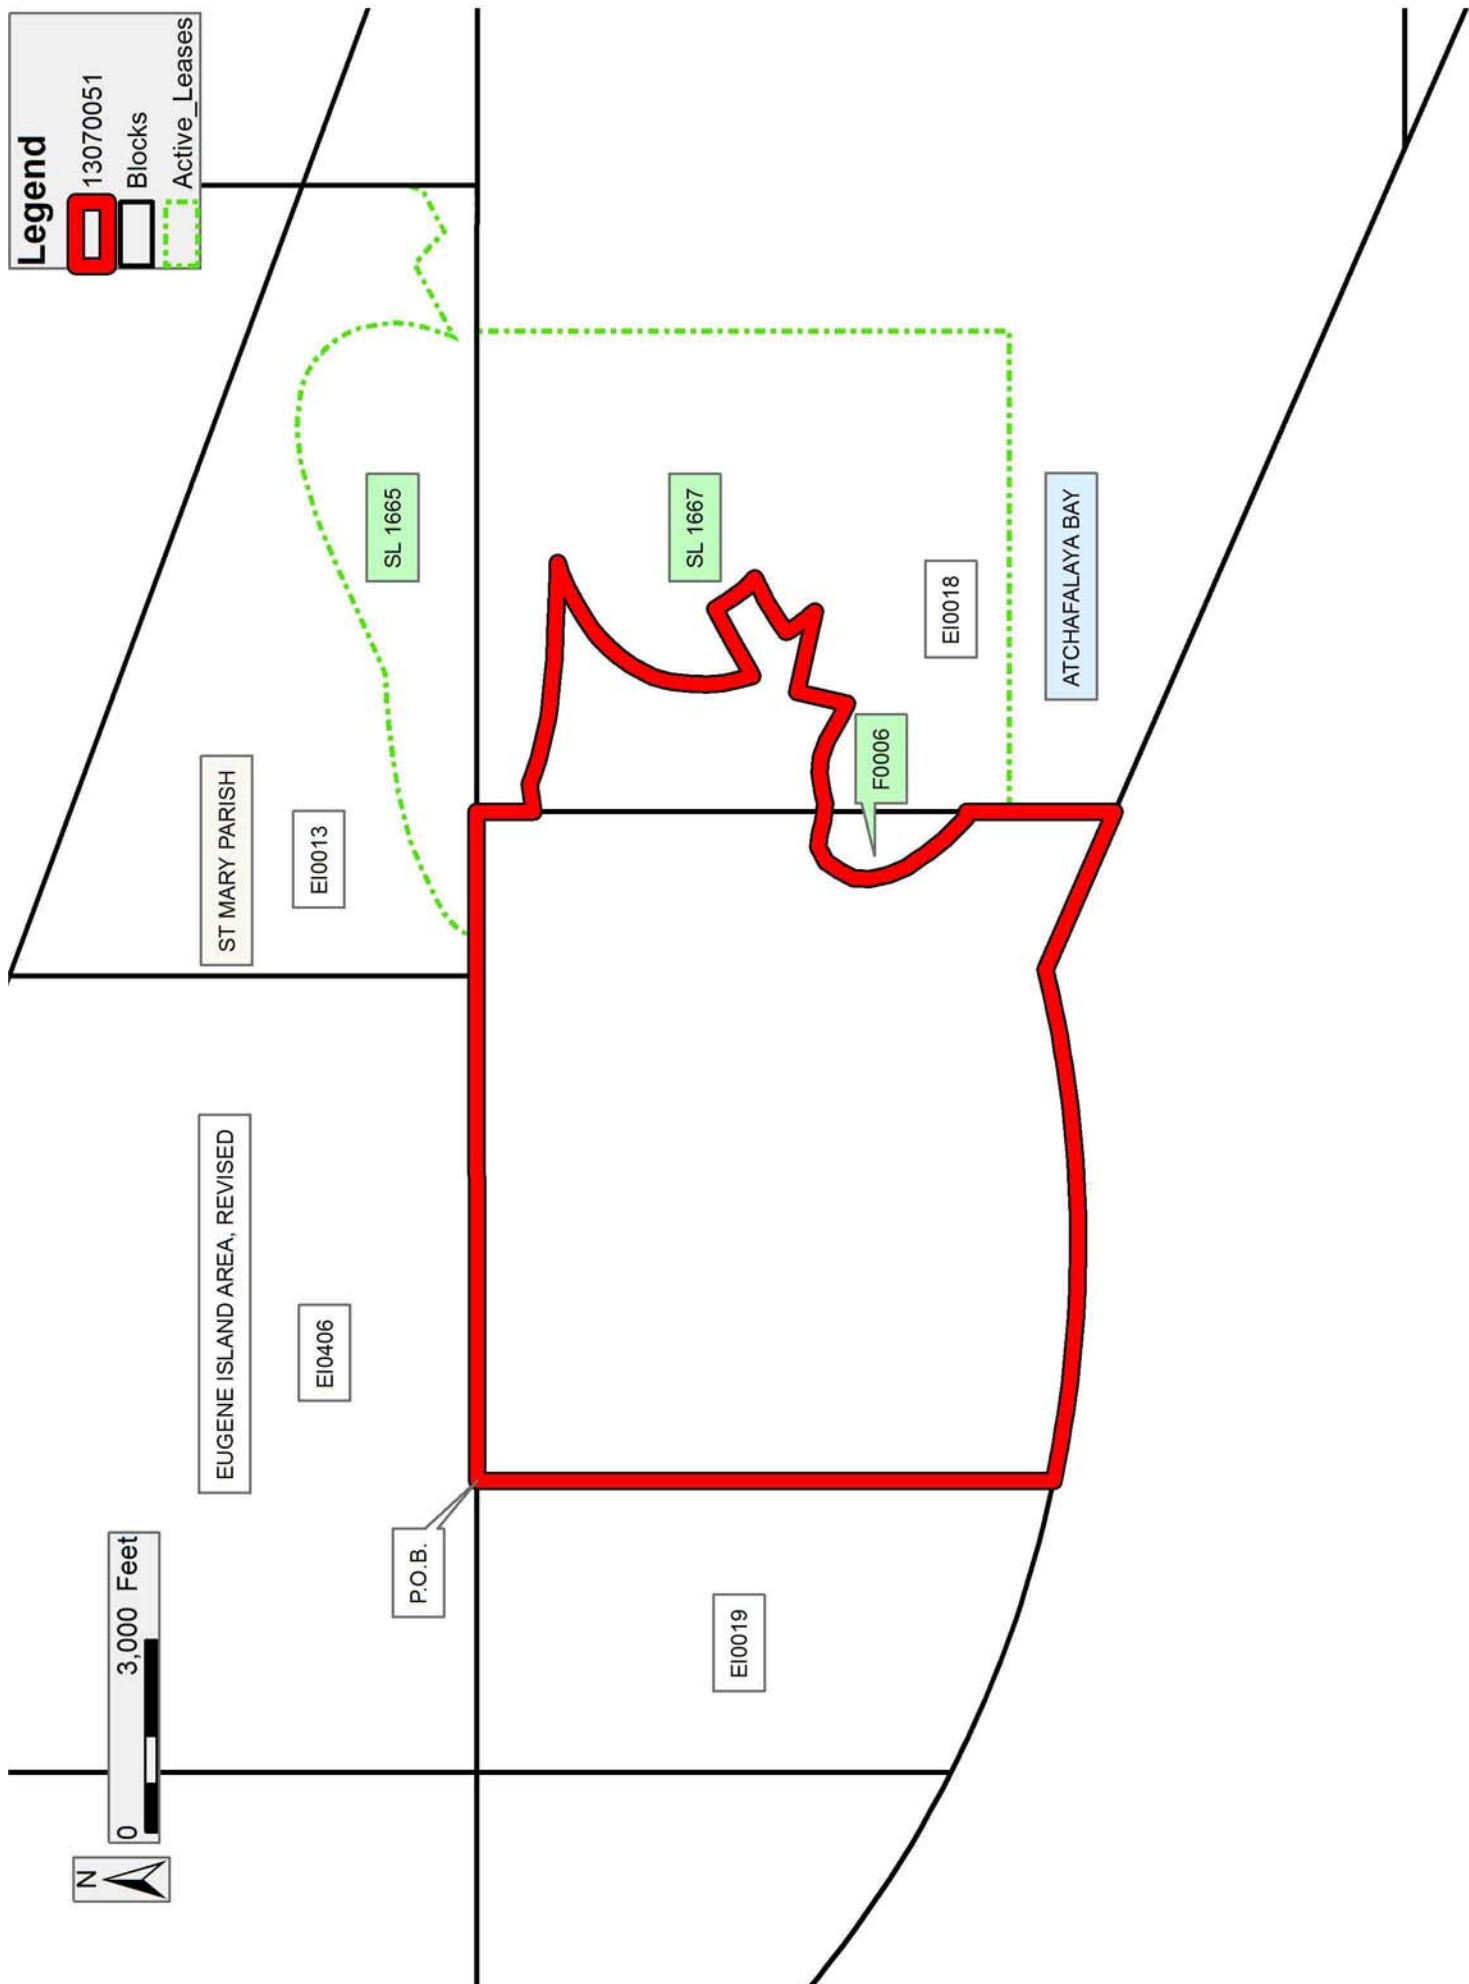 Legend
13070051
Blocks
Active_Leases
N
0 3,000 Feet
EUGENE ISLAND AREA, REVISED
ST MARY PARISH
EI0406
EI0013
P.O.B.
SL 1665
SL 1667
EI0019
F0006
EI0018
ATCHAFALAYA BAY